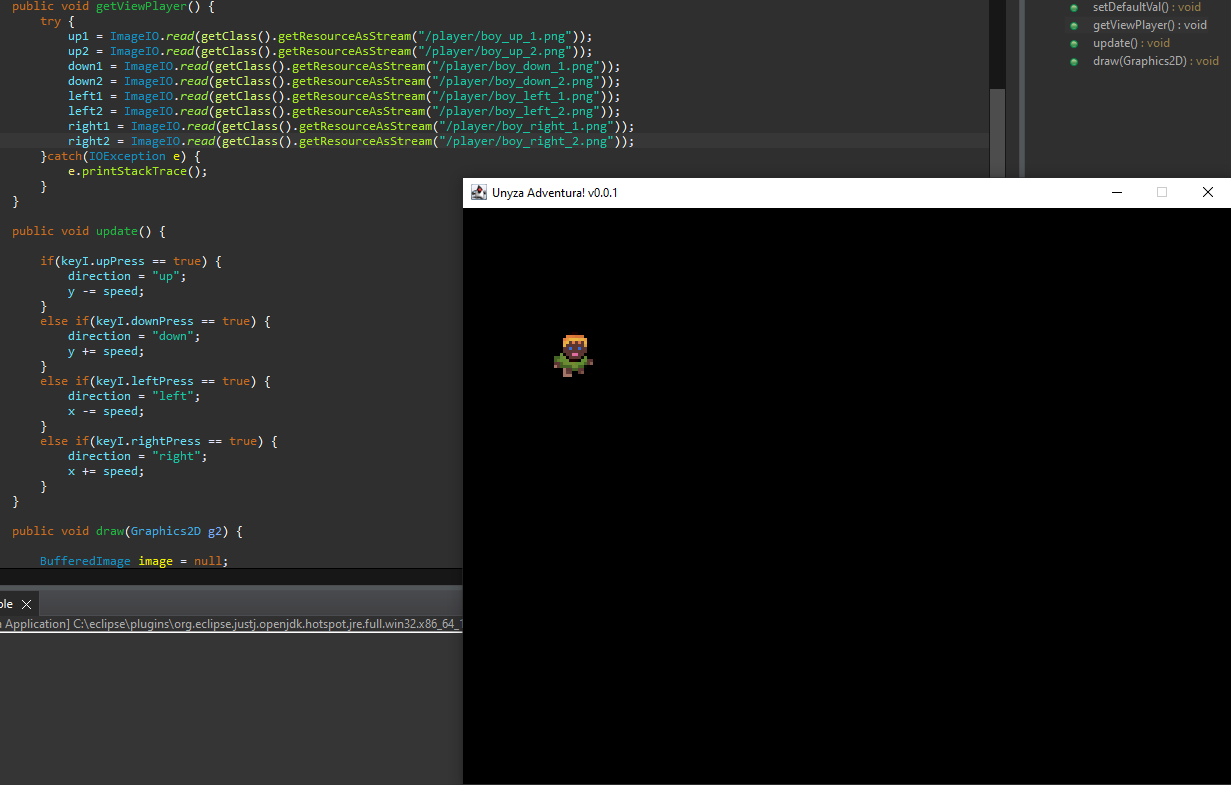 public void getViewPlayer() {
try {
up1 = ImageIO.read(getClass().getResourceAsStream("/player/boy_up_1.png"));
up2 = ImageIO.read(getClass().getResourceAsStream("/player/boy_up_2.png"));
down1 = ImageIO.read(getClass().getResourceAsStream("/player/boy_down_1.png"));
down2 = ImageIO.read(getClass().getResourceAsStream("/player/boy_down_2.png"));
left1 = ImageIO.read(getClass().getResourceAsStream("/player/boy_left_1.png"));
left2 = ImageIO.read(getClass().getResourceAsStream("/player/boy_left_2.png"));
right1 = ImageIO.read(getClass().getResourceAsStream("/player/boy_right_1.png"));
right2 = ImageIO.read(getClass().getResourceAsStream("/player/boy_right_2.png"));
}catch(IOException e) {
e.printStackTrace();
}
}
public void update() {
if(keyI.upPress == true) {
direction = "up";
y -= speed;
}
else if(keyI.downPress == true) {
direction = "down";
y += speed;
}
else if(keyI.leftPress == true) {
direction = "left";
x -= speed;
}
else if(keyI.rightPress == true) {
direction = "right";
x += speed;
}
}
public void draw(Graphics2D g2) {
BufferedImage image = null;
setDefaultVal() : void
getViewPlayer() : void
update() : void
draw(Graphics2D) : void
Unyza Adventura! v0.0.1
Application] C:\eclipse\plugins\org.eclipse.justj.openjdk.hotspot.jre.full.win32.x86_64_1